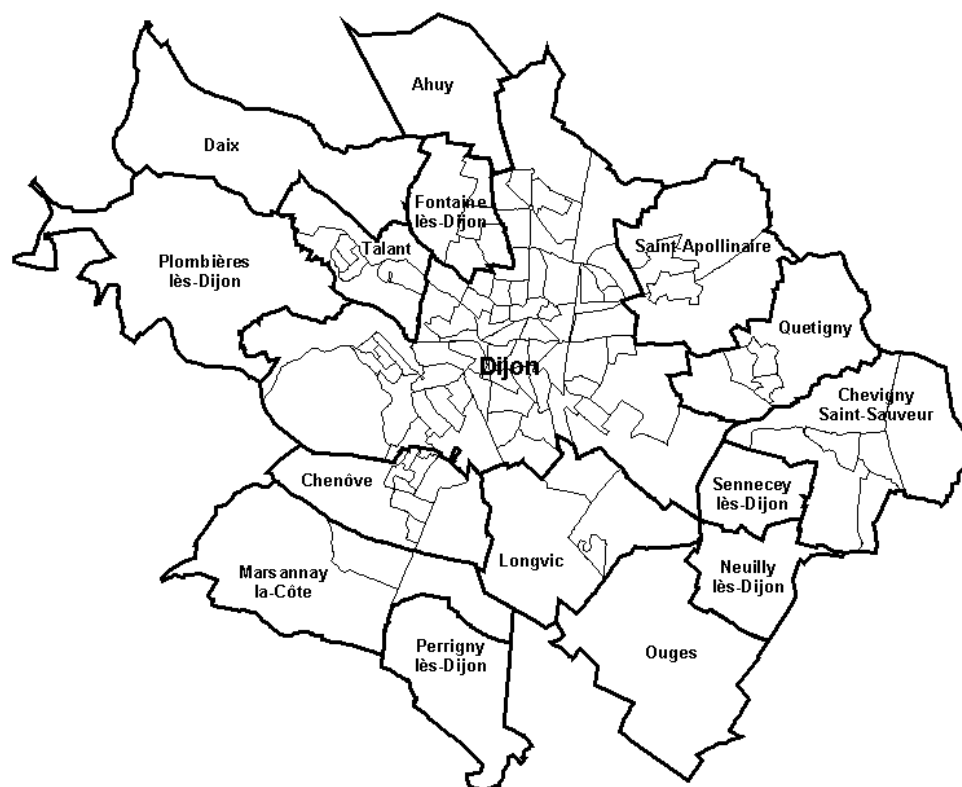 Ahuy
Daix
Fontaine
lès-Dijon
Talant
Saint-Apollinaire
Plombières
lès-Dijon
Quetigny
Dijon
Chevigny
Saint-Sauveur
Chenôve
Sennecey
lès-Dijon
Longvic
Neuilly
lès-Dijon
Marsannay
la-Côte
Perrigny
lès-Dijon
Ouges